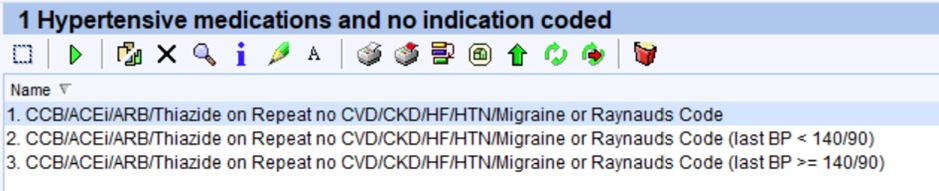 1 Hypertensive medications and no indication coded
A
Name
1. CCB/ACEi/ARB/Thiazide on Repeat no CVD/CKD/HF/HTN/Migraine or Raynauds Code
2. CCB/ACEi/ARB/Thiazide on Repeat no CVD/CKD/HF/HTN/Migraine or Raynauds Code (last BP < 140/90)
3. CCB/ACEi/ARB/Thiazide on Repeat no CVD/CKD/HF/HTN/Migraine or Raynauds Code (last BP >= 140/90)